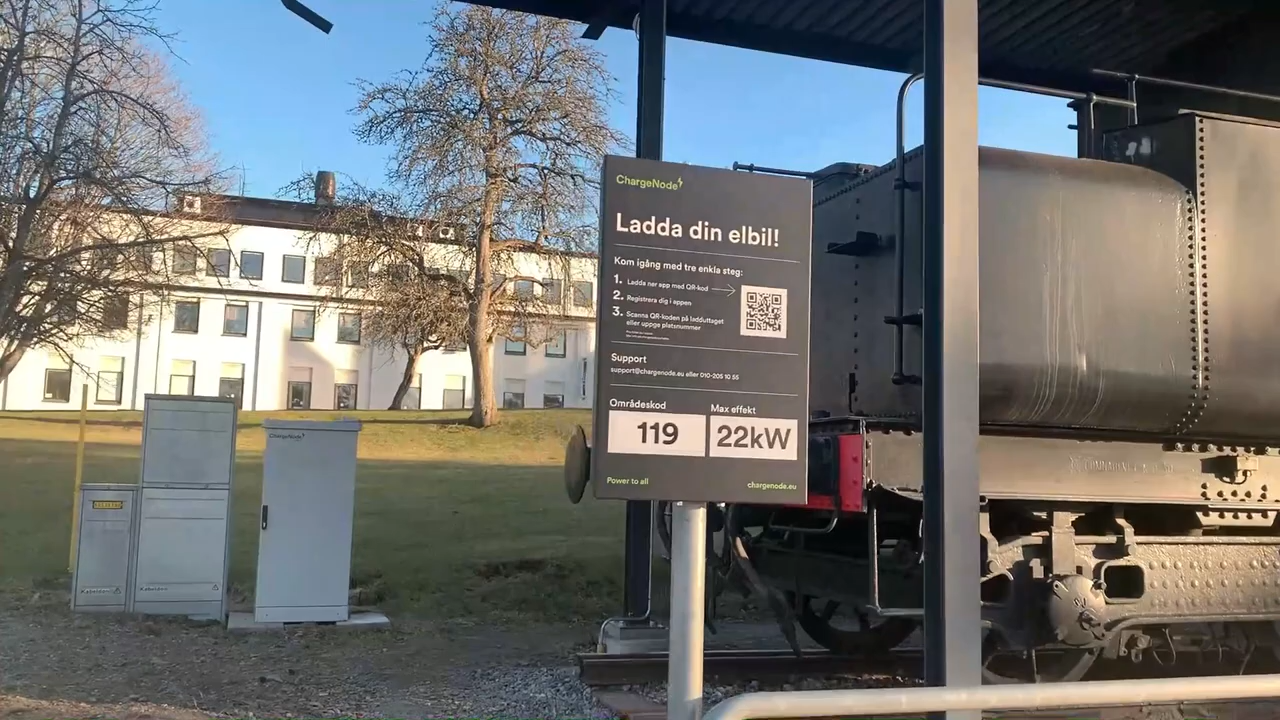 ChargeNode
Ladda din elbil!
Kom igång med tre enkla steg:
1. Ladda ner app med QR-kod
2. Registrera dig i appen
3. Scanna QR-koden på ladduttaget
eller uppge platsnummer
Support
support@chargenode.eu eller 010-205 10 55
Områdeskod
119
Max effekt
22kW
Power to all
chargenode.eu
ChargeNode